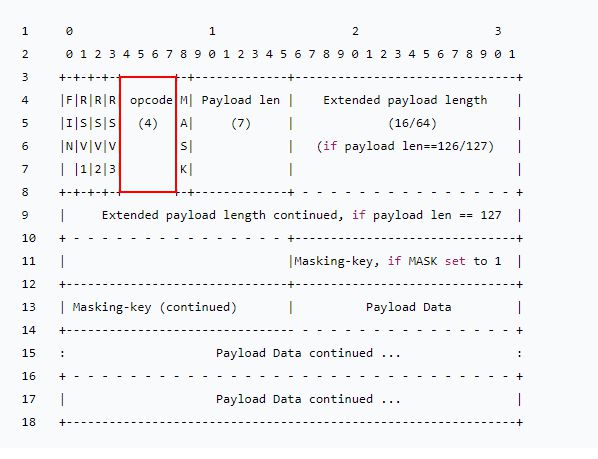 1      0                   1                   2                   3
2      0 1 2 3 4 5 6 7 8 9 0 1 2 3 4 5 6 7 8 9 0 1 2 3 4 5 6 7 8 9 0 1
3     +-+-+-+-+-------+-+-------------+-------------------------------+
4     |F|R|R|R| opcode|M| Payload len |    Extended payload length    |
5     |I|S|S|S|  (4)  |A|     (7)     |             (16/64)           |
6     |N|V|V|V|       |S|             |   (if payload len==126/127)   |
7     | |1|2|3|       |K|             |                               |
8     +-+-+-+-+-------+-+-------------+ - - - - - - - - - - - - - - - +
9     |     Extended payload length continued, if payload len == 127  |
10    + - - - - - - - - - - - - - - - +-------------------------------+
11    |                               |Masking-key, if MASK set to 1  |
12    +-------------------------------+-------------------------------+
13    | Masking-key (continued)       |          Payload Data         |
14    +-------------------------------- - - - - - - - - - - - - - - - +
15    :                     Payload Data continued ...                :
16    + - - - - - - - - - - - - - - - - - - - - - - - - - - - - - - - +
17    |                     Payload Data continued ...                |
18    +---------------------------------------------------------------+